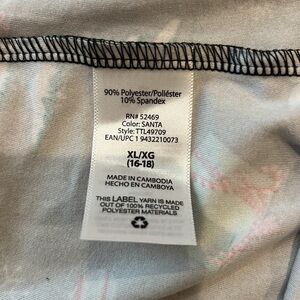 90% Polyester/Poliéster
10% Spandex
RN# 52469
Color: SANTA
Style: TTL49709
EAN/UPC 1 9432210073
XL/XG
(16-18)
MADE IN CAMBODIA
HECHO EN CAMBOYA
THIS LABEL YARN IS MADE
OUT OF 100% RECYCLED
POLYESTER MATERIALS